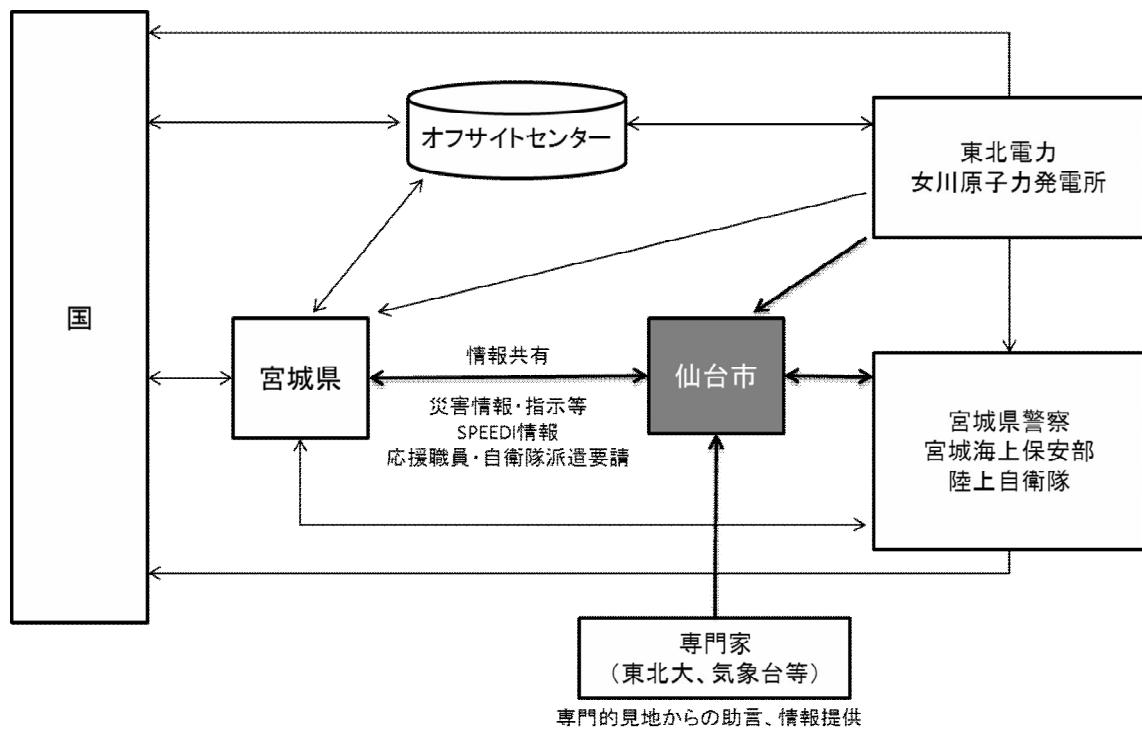 オフサイトセンター
東北電力
女川原子力発電所
国
宮城県
情報共有
災害情報・指示等
SPEEDI情報
応援職員・自衛隊派遣要請
仙台市
宮城県警察
宮城海上保安部
陸上自衛隊
専門家
（東北大、気象台等）
専門的見地からの助言、情報提供